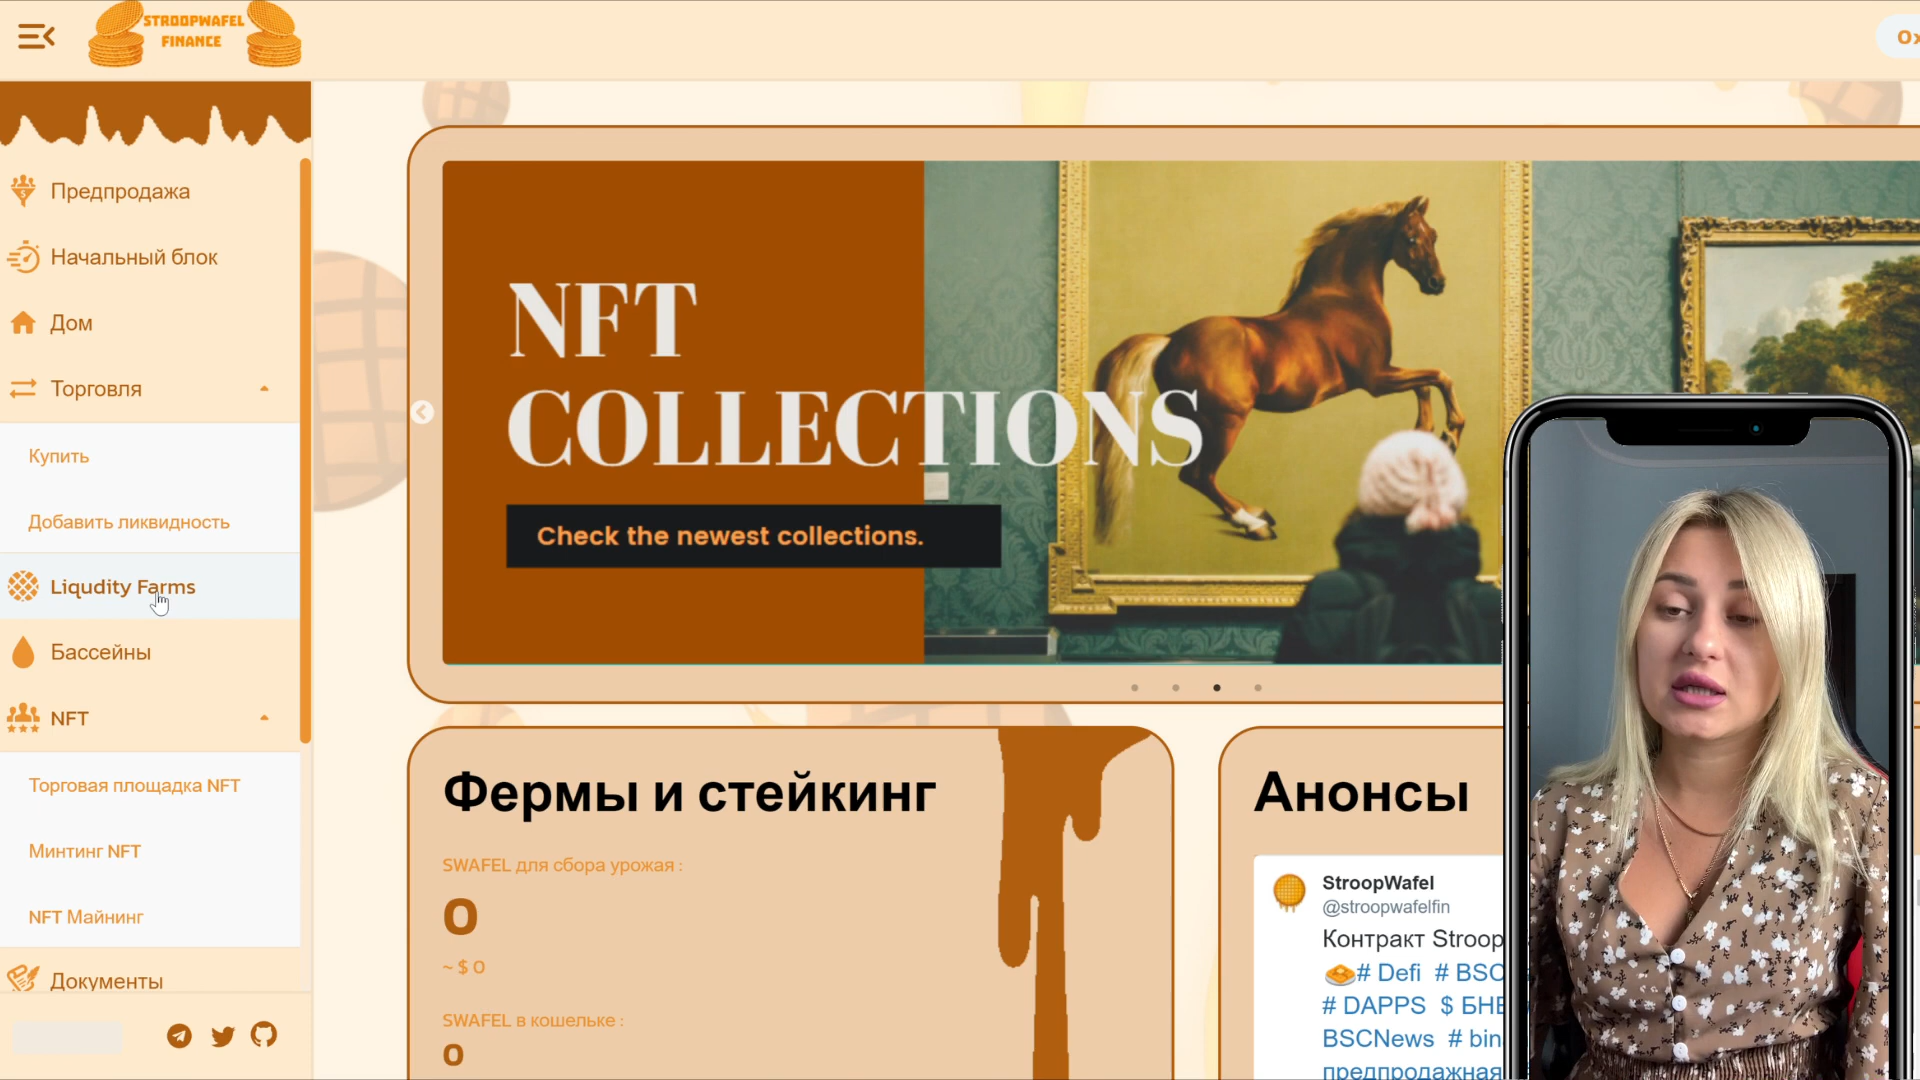 STROOPWAFEL
FINANCE
Предпродажа
Начальный блок
Дом
Торговля
Купить
Добавить ликвидность
Liqudity Farms
Бассейны
NFT
Торговая площадка NFT
Минтинг NFT
NFT Майнинг
Документы
NFT
COLLECTIONS
Check the newest collections.
Фермы и стейкинг
SWAFEL для сбора урожая :
0
~ $ 0
SWAFEL в кошельке :
0
Анонсы
StroopWafel
@stroopwafelfin
Контракт Stroop
# Defi # BSC
# DAPPS $ БНБ
BSCNews # bin
предпродажная